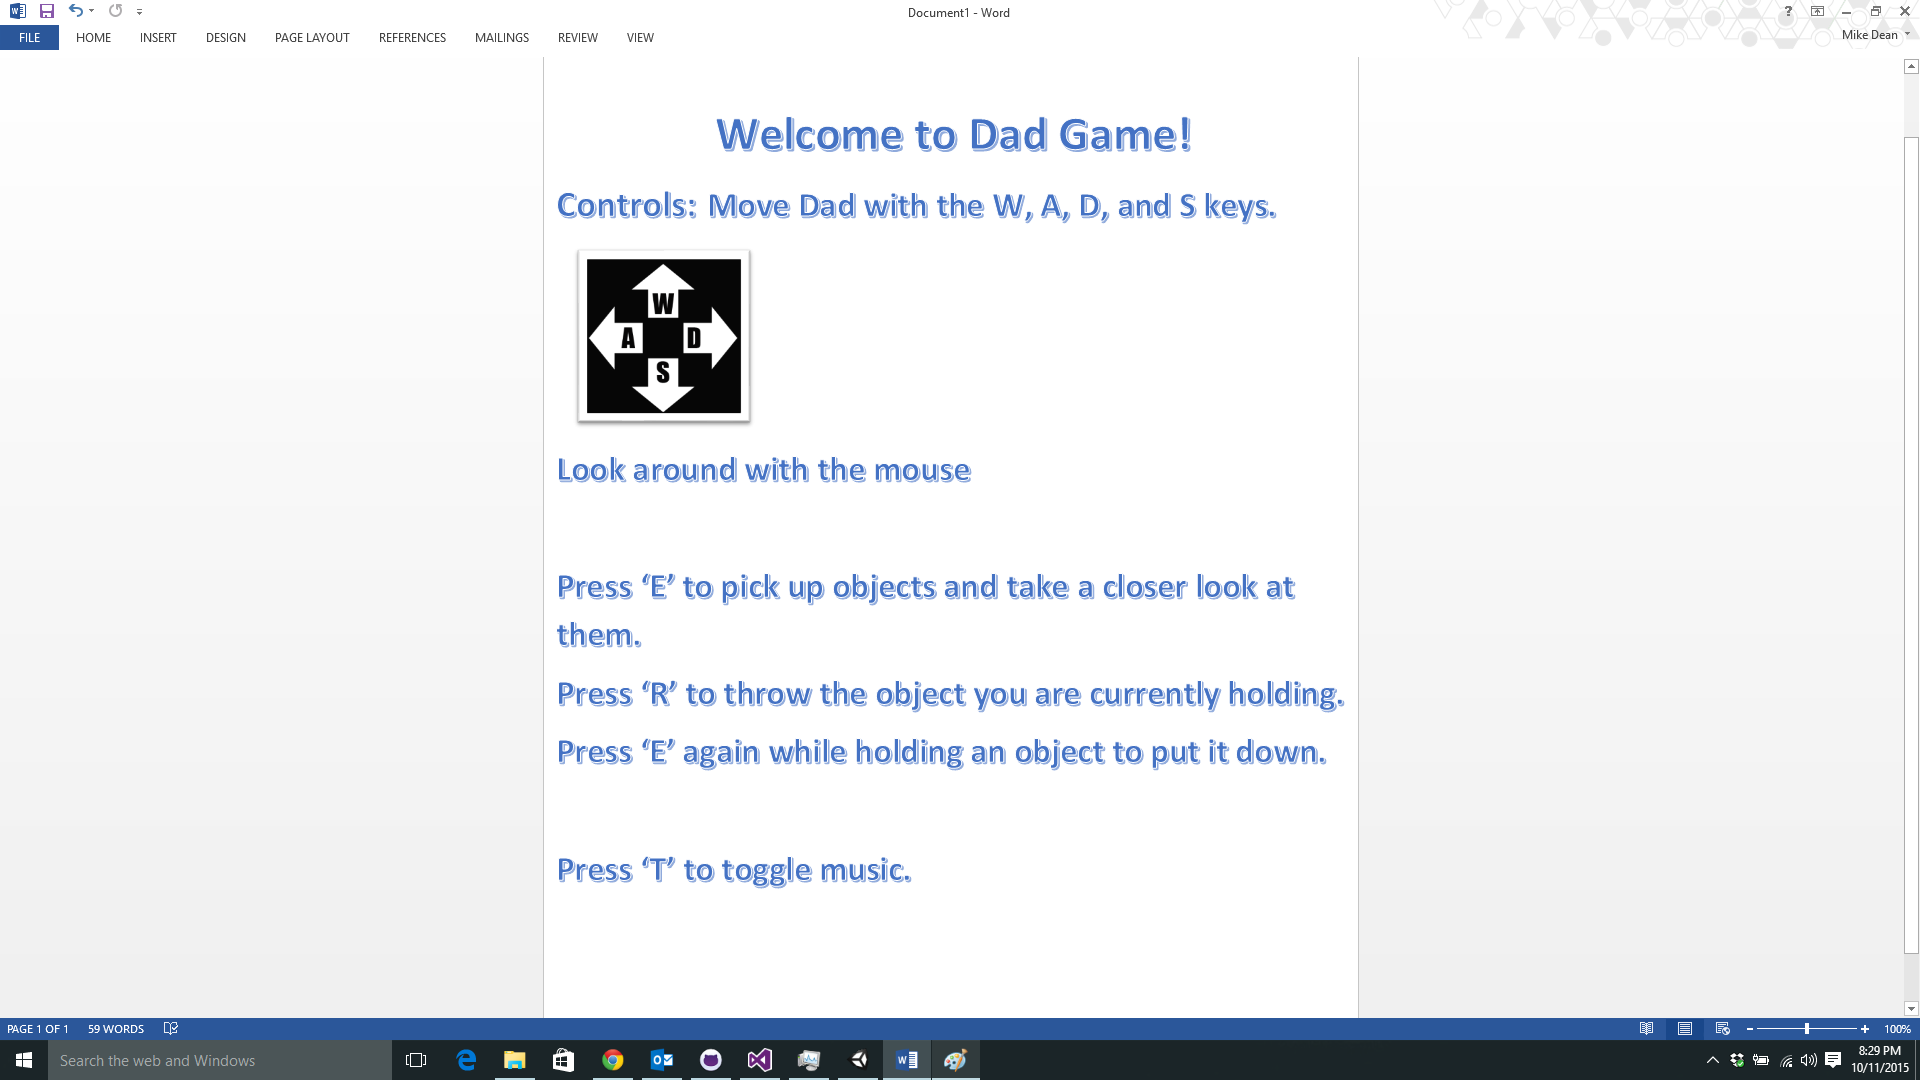 Document1 - Word
?
FILE HOME INSERT DESIGN PAGE LAYOUT REFERENCES MAILINGS REVIEW VIEW
Mike Dean
Welcome to Dad Game!
Controls: Move Dad with the W, A, D, and S keys.
W
A D
S
Look around with the mouse
Press ‘E’ to pick up objects and take a closer look at
them.
Press ‘R’ to throw the object you are currently holding.
Press ‘E’ again while holding an object to put it down.
Press ‘T’ to toggle music.
PAGE 1 OF 1 59 WORDS
100%
Search the web and Windows
8:29 PM
10/11/2015